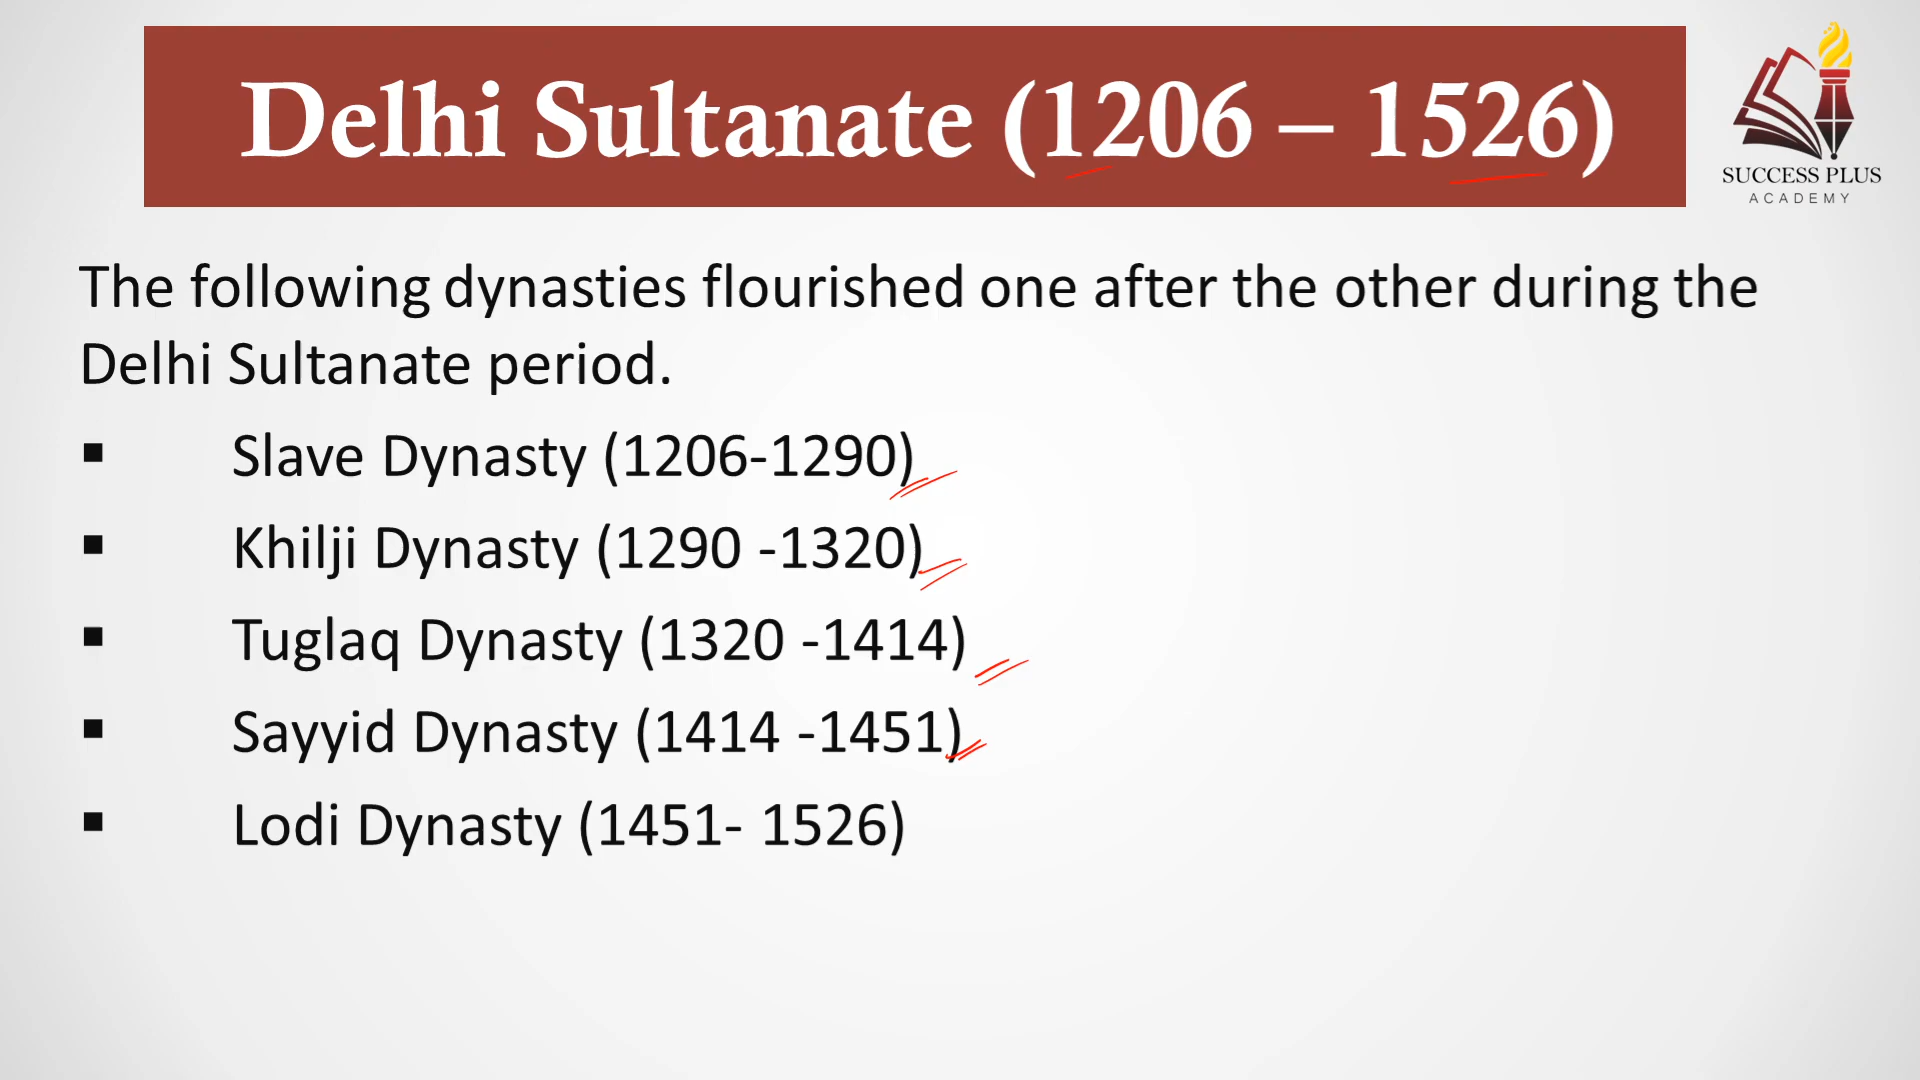 Delhi Sultanate (1206 – 1526)
SUCCESS PLUS
ACADEMY
The following dynasties flourished one after the other during the
Delhi Sultanate period.
▪ Slave Dynasty (1206-1290)
▪ Khilji Dynasty (1290 -1320)
▪ Tuglaq Dynasty (1320 -1414)
▪ Sayyid Dynasty (1414 -1451)
▪ Lodi Dynasty (1451- 1526)